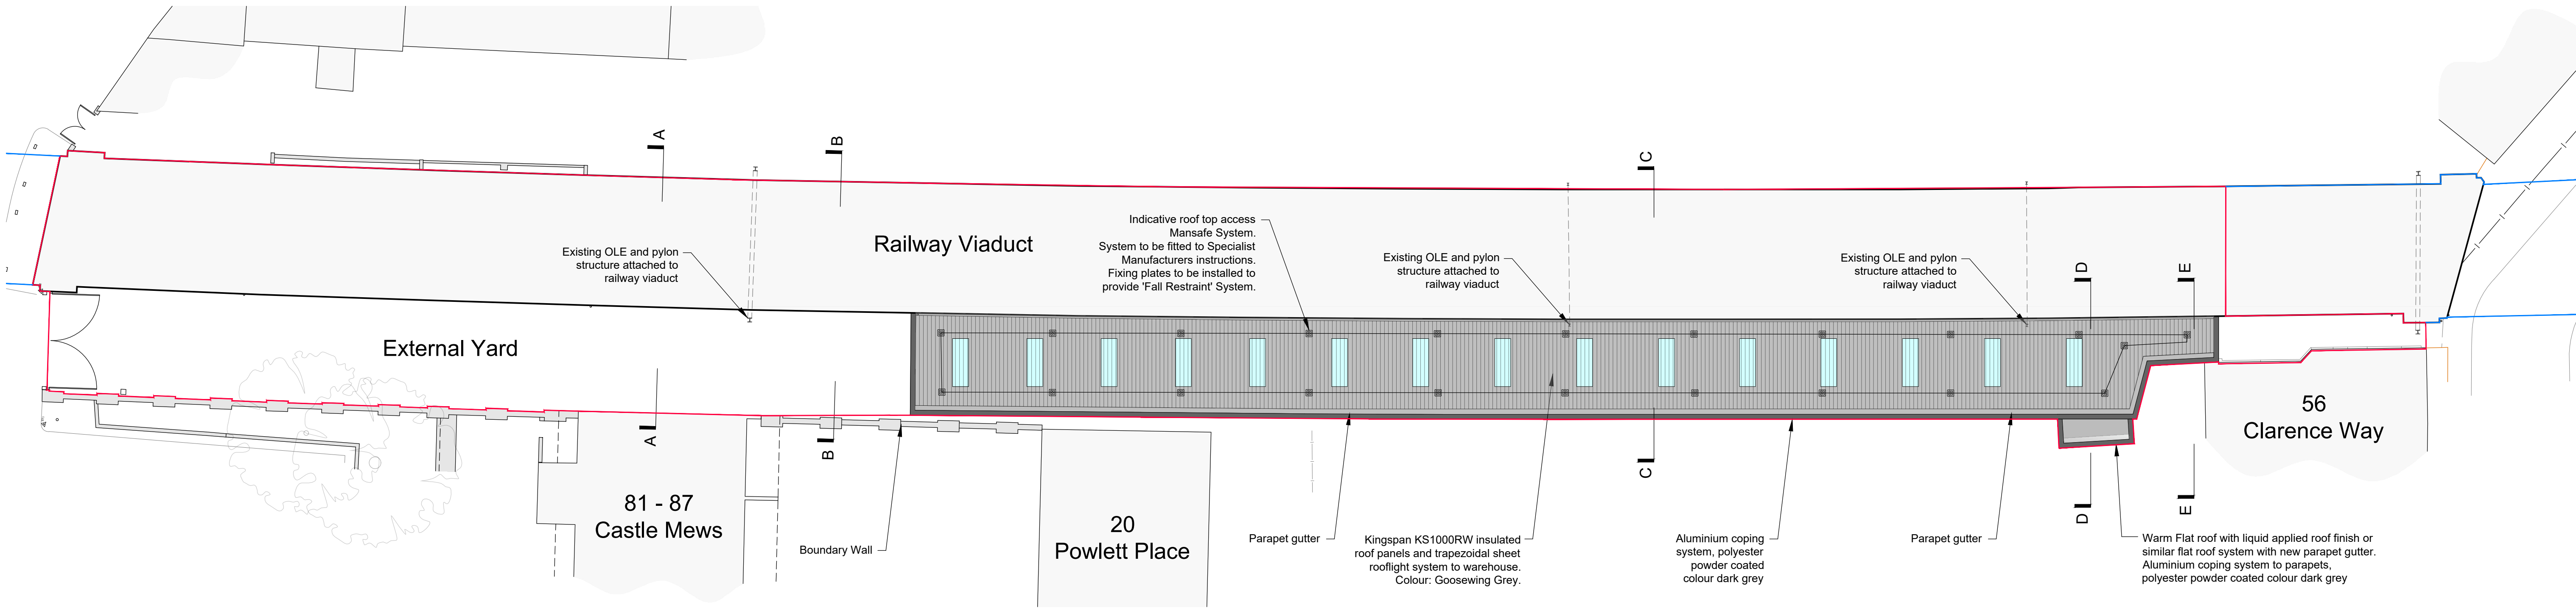 A
B
C
Indicative roof top access
Mansafe System.
System to be fitted to Specialist
Manufacturers instructions.
Fixing plates to be installed to
provide 'Fall Restraint' System.
Railway Viaduct
Existing OLE and pylon
structure attached to
railway viaduct
Existing OLE and pylon
structure attached to
railway viaduct
Existing OLE and pylon
structure attached to
railway viaduct
D
E
External Yard
56
Clarence Way
A
B
C
D
E
81 - 87
Castle Mews
20
Powlett Place
Boundary Wall
Parapet gutter
Kingspan KS1000RW insulated
roof panels and trapezoidal sheet
rooflight system to warehouse.
Colour: Goosewing Grey.
Aluminium coping
system, polyester
powder coated
colour dark grey
Parapet gutter
Warm Flat roof with liquid applied roof finish or
similar flat roof system with new parapet gutter.
Aluminium coping system to parapets,
polyester powder coated colour dark grey